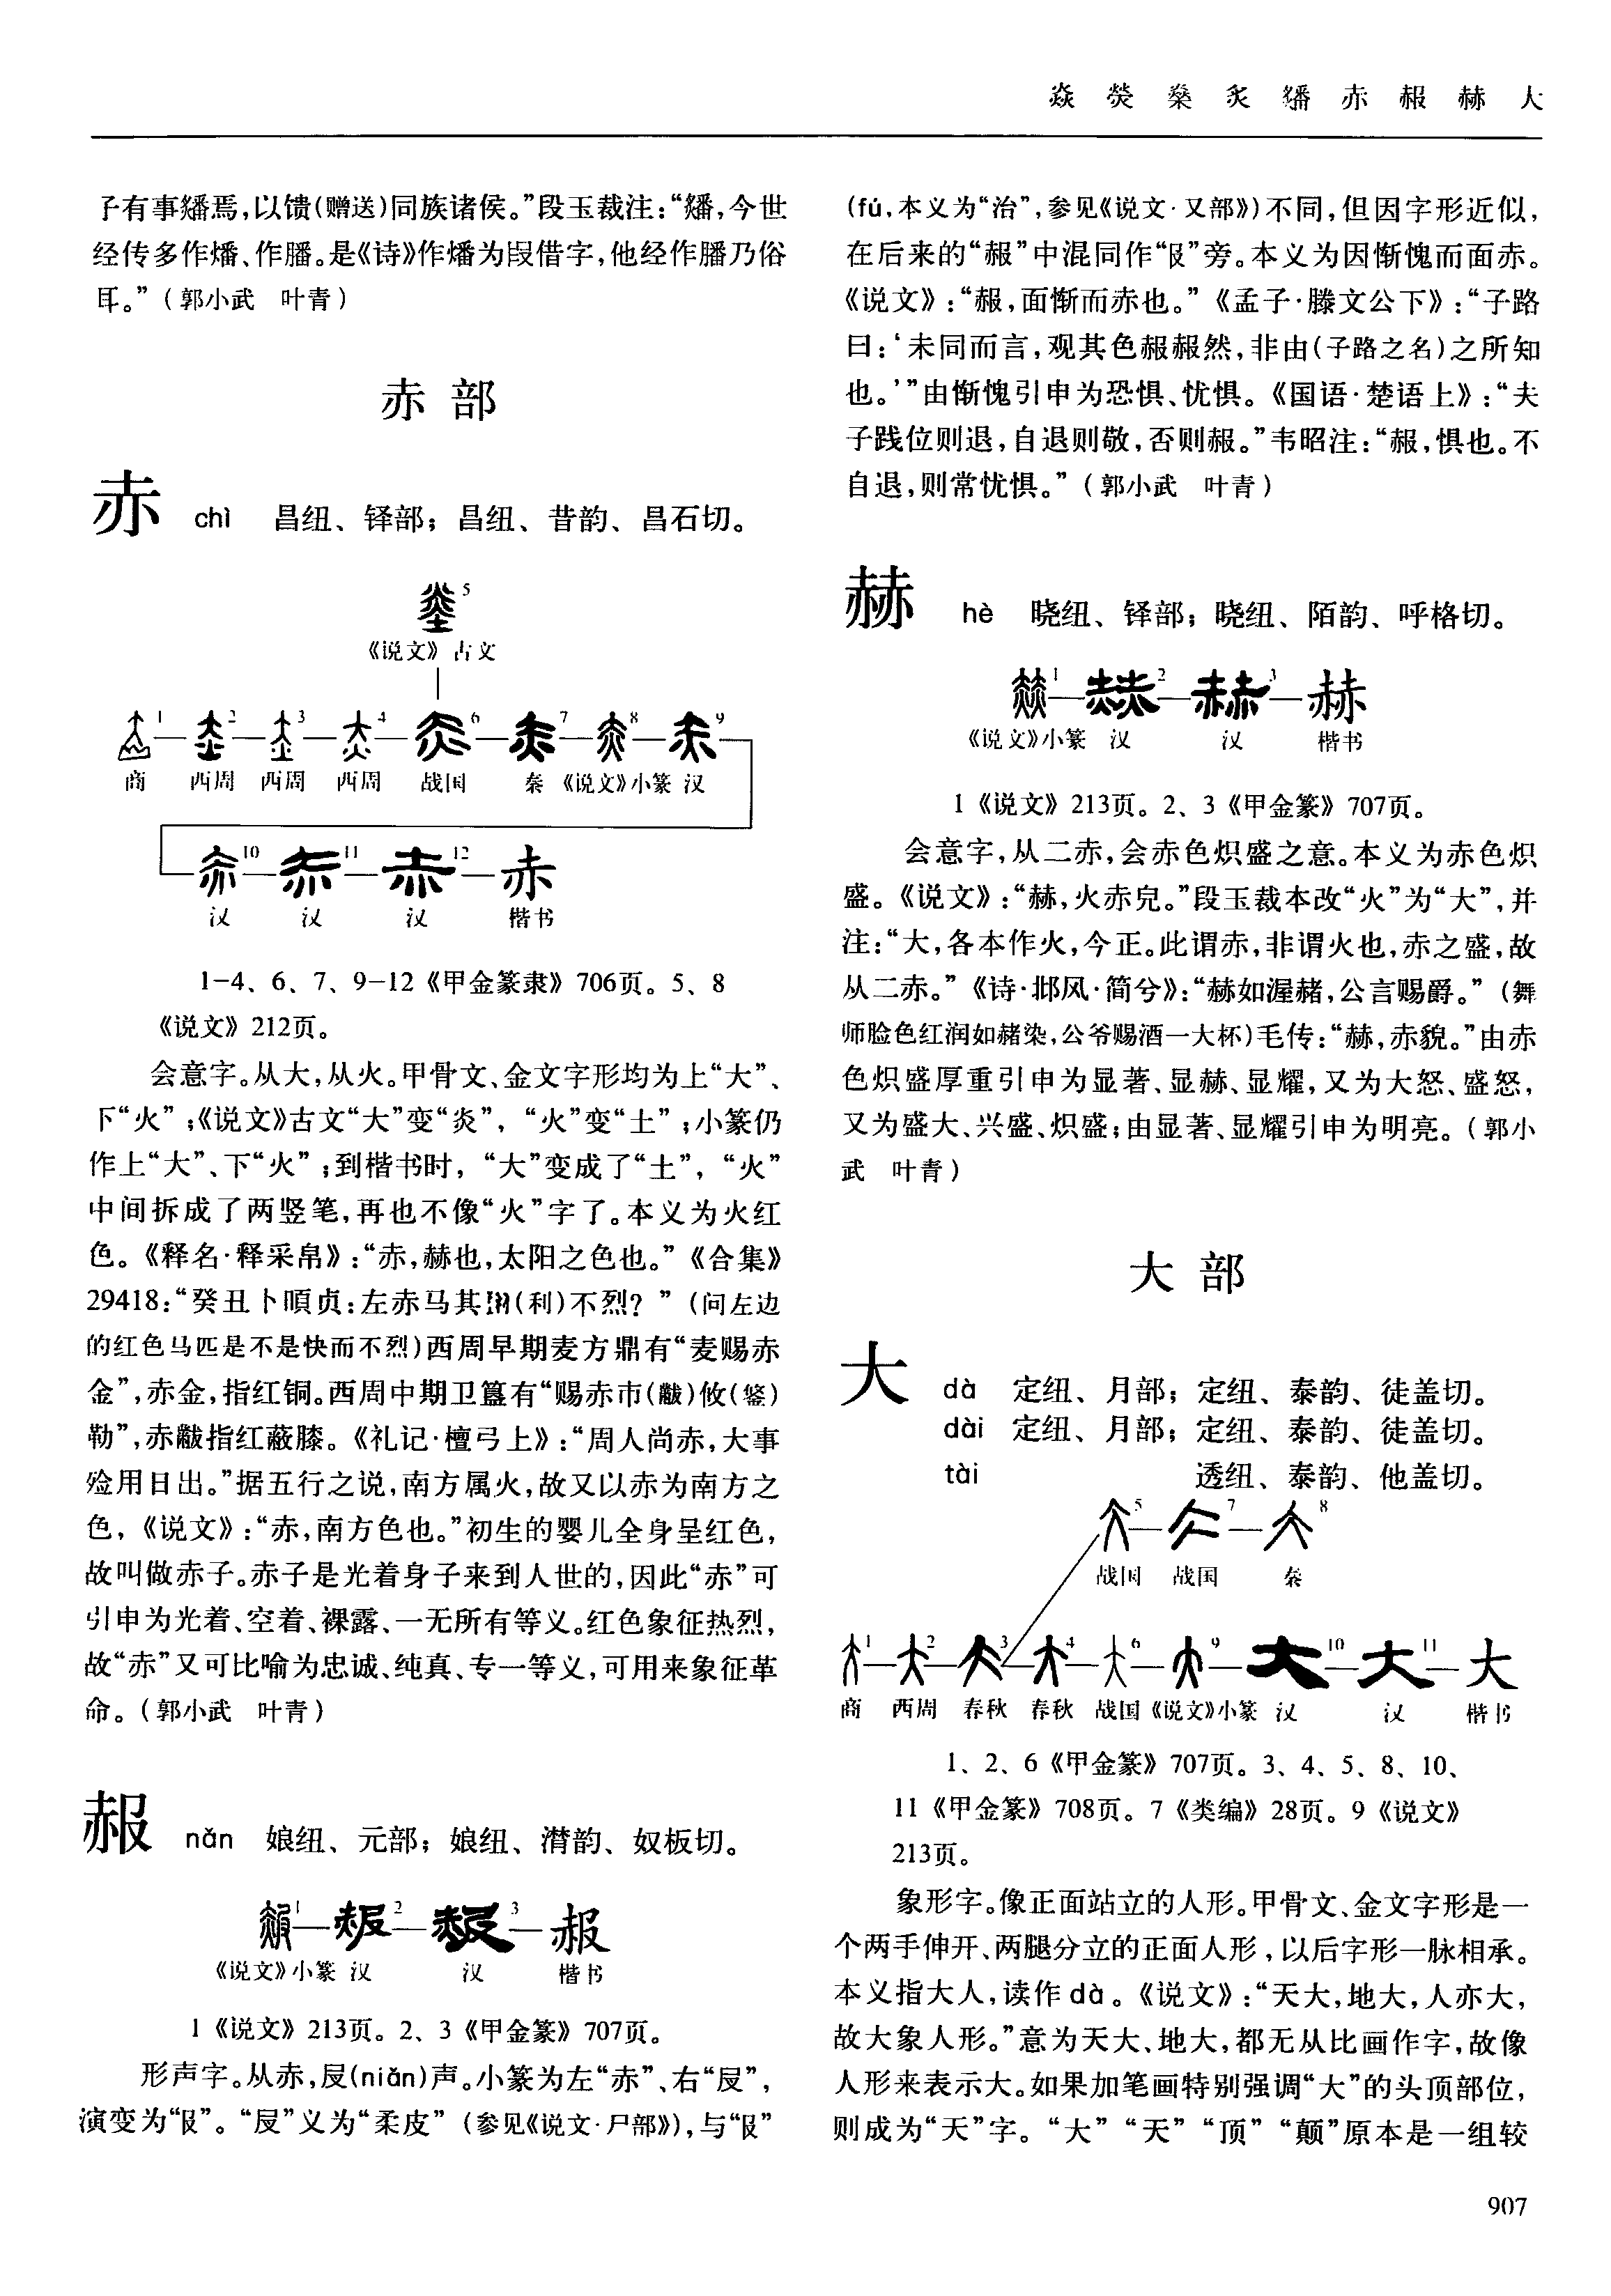 焱 熒 燊 炙 䊩 赤 赧 赫 大
子有事䊩焉,以馈(赠送)同族诸侯。”段玉裁注:“䊩,今世
经传多作燔、作膰。是《诗》作燔为叚借字,他经作膰乃俗
耳。”(郭小武 叶青)
赤 部
赤 chì 昌纽、铎部；昌纽、昔韵、昌石切。
5
《说文》古文
1 2 3 4 6 7 8 9
商 西周 西周 西周 战国 秦 《说文》小篆 汉
10 11 12 赤
汉 汉 汉 楷书
1-4、6、7、9-12《甲金篆隶》706页。5、8
《说文》212页。
会意字。从大,从火。甲骨文、金文字形均为上“大”、
下“火”;《说文》古文“大”变“炎”, “火”变“土”;小篆仍
作上“大”、下“火”;到楷书时, “大”变成了“土”, “火”
中间拆成了两竖笔,再也不像“火”字了。本义为火红
色。《释名·释采帛》:“赤,赫也,太阳之色也。”《合集》
29418:“癸丑卜㬰贞:左赤马其(利)不烈?”(问左边
的红色马匹是不是快而不烈)西周早期麦方鼎有“麦赐赤
金”,赤金,指红铜。西周中期卫簋有“赐赤巿(黻)攸(鋚)
勒”,赤黻指红蔽膝。《礼记·檀弓上》:“周人尚赤,大事
殓用日出。”据五行之说,南方属火,故又以赤为南方之
色, 《说文》:“赤,南方色也。”初生的婴儿全身呈红色,
故叫做赤子。赤子是光着身子来到人世的,因此“赤”可
引申为光着、空着、裸露、一无所有等义。红色象征热烈,
故“赤”又可比喻为忠诚、纯真、专一等义,可用来象征革
命。(郭小武 叶青)
赧 nǎn 娘纽、元部；娘纽、潸韵、奴板切。
1 2 3 赧
《说文》小篆 汉 汉 楷书
1《说文》213页。2、3《甲金篆》707页。
形声字。从赤,㞋(niǎn)声。小篆为左“赤”、右“㞋”,
演变为“𠬝”。“㞋”义为“柔皮”(参见《说文·尸部》),与“𠬝”
(fú,本义为“治”,参见《说文·又部》)不同,但因字形近似,
在后来的“赧”中混同作“𠬝”旁。本义为因惭愧而面赤。
《说文》:“赧,面惭而赤也。”《孟子·滕文公下》:“子路
曰:‘未同而言,观其色赧赧然,非由(子路之名)之所知
也。’”由惭愧引申为恐惧、忧惧。《国语·楚语上》:“夫
子践位则退,自退则敬,否则赧。”韦昭注:“赧,惧也。不
自退,则常忧惧。”(郭小武 叶青)
赫 hè 晓纽、铎部；晓纽、陌韵、呼格切。
1 2 3 赫
《说文》小篆 汉 汉 楷书
1《说文》213页。2、3《甲金篆》707页。
会意字,从二赤,会赤色炽盛之意。本义为赤色炽
盛。《说文》:“赫,火赤皃。”段玉裁本改“火”为“大”,并
注:“大,各本作火,今正。此谓赤,非谓火也,赤之盛,故
从二赤。”《诗·邶风·简兮》:“赫如渥赭,公言赐爵。”(舞
师脸色红润如赭染,公爷赐酒一大杯)毛传:“赫,赤貌。”由赤
色炽盛厚重引申为显著、显赫、显耀,又为大怒、盛怒,
又为盛大、兴盛、炽盛;由显著、显耀引申为明亮。(郭小
武 叶青)
大 部
大 dà 定纽、月部；定纽、泰韵、徒盖切。
dài 定纽、月部；定纽、泰韵、徒盖切。
tài 透纽、泰韵、他盖切。
5 7 8
战国 战国 秦
1 2 3 4 6 9 10 11 大
商 西周 春秋 春秋 战国 《说文》小篆 汉 汉 楷书
1、2、6《甲金篆》707页。3、4、5、8、10、
11《甲金篆》708页。7《类编》28页。9《说文》
213页。
象形字。像正面站立的人形。甲骨文、金文字形是一
个两手伸开、两腿分立的正面人形,以后字形一脉相承。
本义指大人,读作dà。《说文》:“天大,地大,人亦大,
故大象人形。”意为天大、地大,都无从比画作字,故像
人形来表示大。如果加笔画特别强调“大”的头顶部位,
则成为“天”字。“大”“天”“顶”“颠”原本是一组较
907